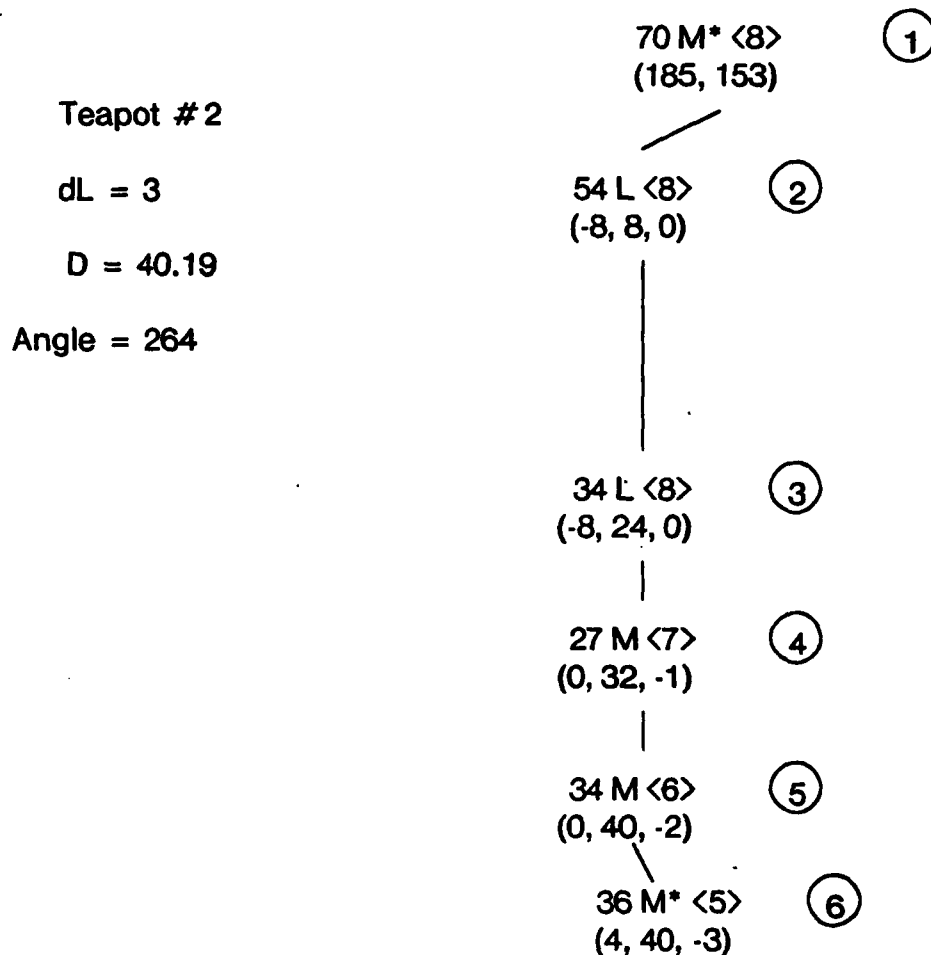 70 M* <8> 1
(185, 153)
Teapot #2
dL = 3
54 L <8> 2
(-8, 8, 0)
D = 40.19
Angle = 264
34 L <8> 3
(-8, 24, 0)
27 M <7> 4
(0, 32, -1)
34 M <6> 5
(0, 40, -2)
36 M* <5> 6
(4, 40, -3)